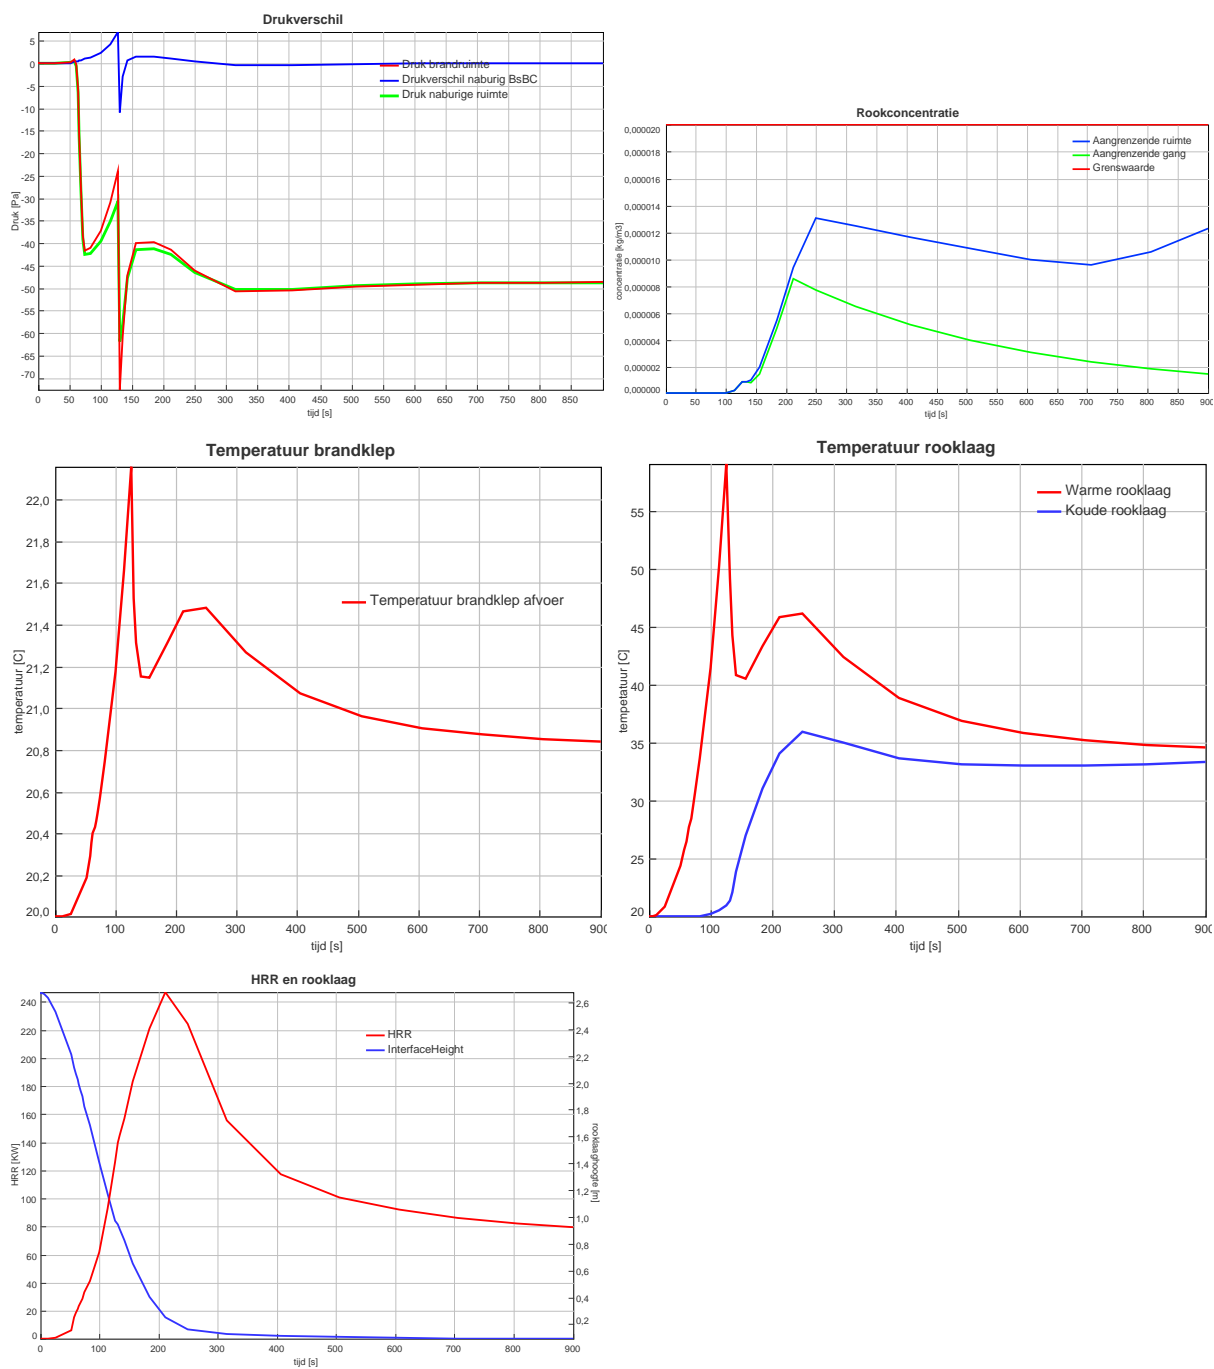 Drukverschil
5
0
-5
-10
-15
-20
-25
-30
-35
-40
-45
-50
-55
-60
-65
-70
Druk [Pa]
Druk brandruimte
Drukverschil naburig BsBC
Druk naburige ruimte
0 50 100 150 200 250 300 350 400 450 500 550 600 650 700 750 800 850
tijd [s]
Rookconcentratie
0,000020
0,000018
0,000016
0,000014
0,000012
0,000010
0,000008
0,000006
0,000004
0,000002
0,000000
concentratie [kg/m3]
Aangrenzende ruimte
Aangrenzende gang
Grenswaarde
0 50 100 150 200 250 300 350 400 450 500 550 600 650 700 750 800 850 900
tijd [s]
Temperatuur brandklep
22,0
21,8
21,6
21,4
21,2
21,0
20,8
20,6
20,4
20,2
20,0
temperatuur [C]
Temperatuur brandklep afvoer
0 100 200 300 400 500 600 700 800 900
tijd [s]
Temperatuur rooklaag
55
50
45
40
35
30
25
20
tempetatuur [C]
Warme rooklaag
Koude rooklaag
0 100 200 300 400 500 600 700 800 900
tijd [s]
HRR en rooklaag
240
220
200
180
160
140
120
100
80
60
40
20
0
HRR [KW]
HRR
InterfaceHeight
2,6
2,4
2,2
2,0
1,8
1,6
1,4
1,2
1,0
0,8
0,6
0,4
0,2
rooklaaghoogte [m]
0 100 200 300 400 500 600 700 800 900
tijd [s]